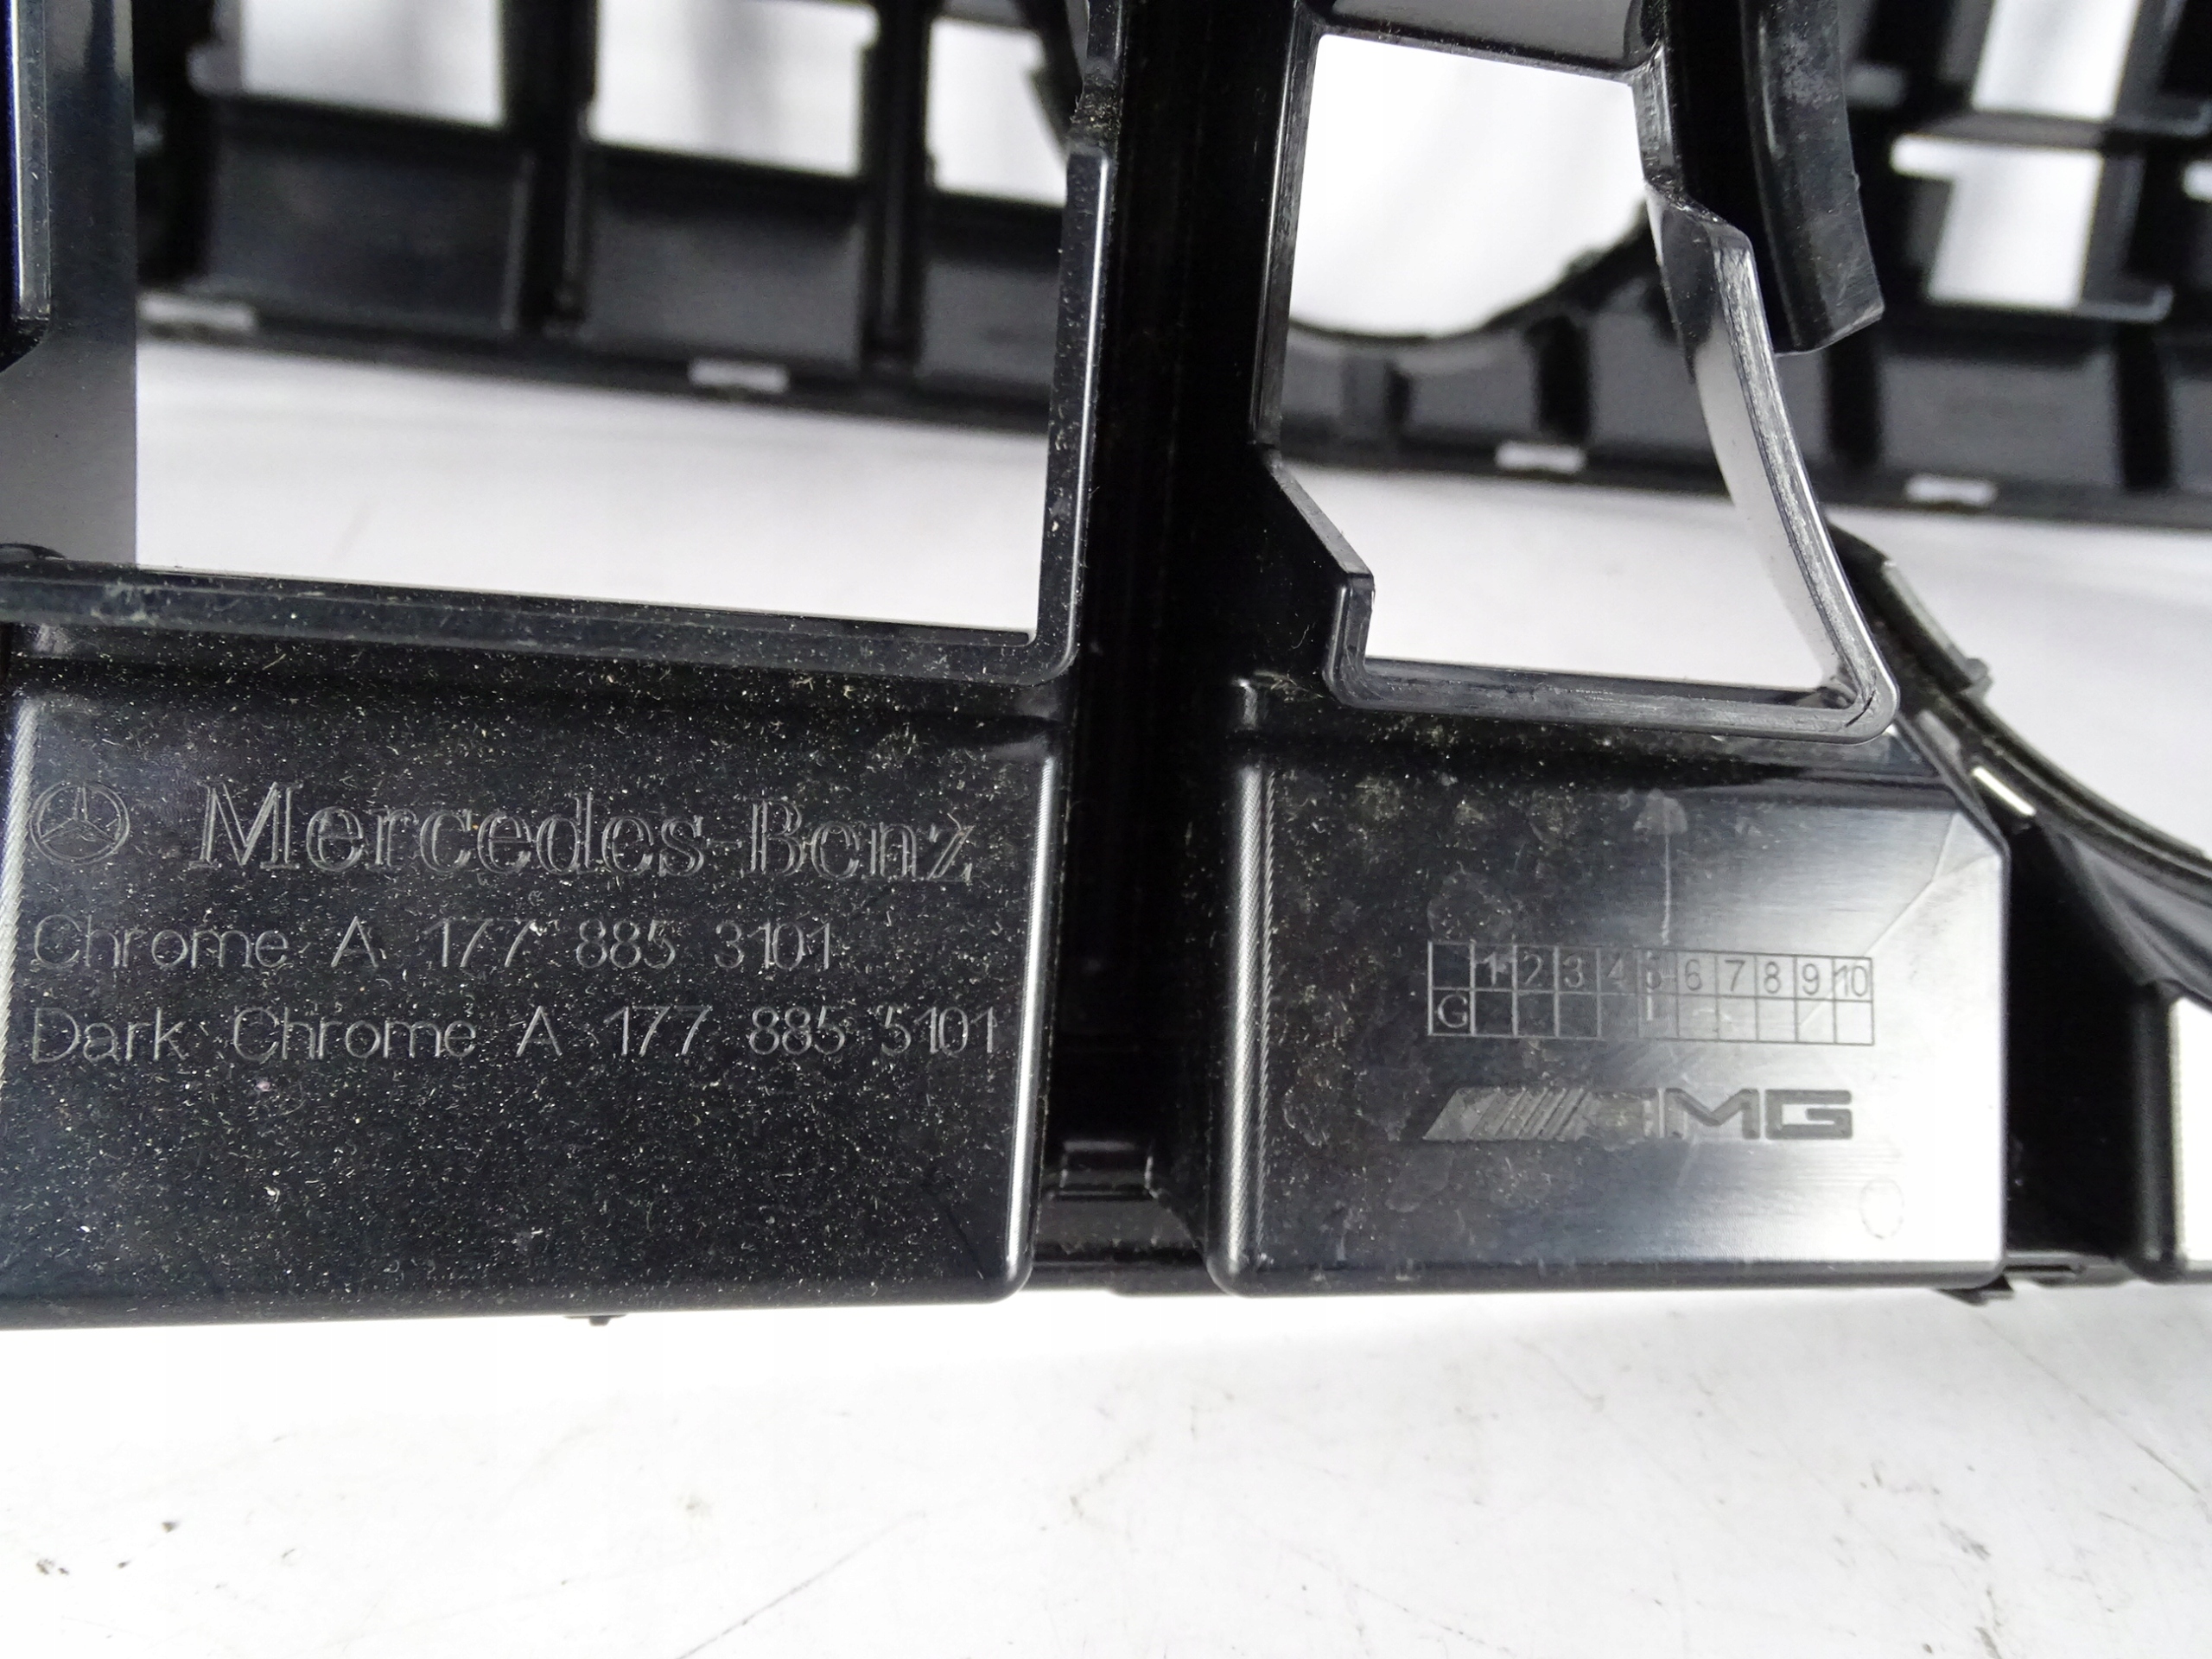 Mercedes-Benz
Chrome A 177 885 3101
Dark Chrome A 177 885 5101
1 2 3 4 5 6 7 8 9 10
G
AMG